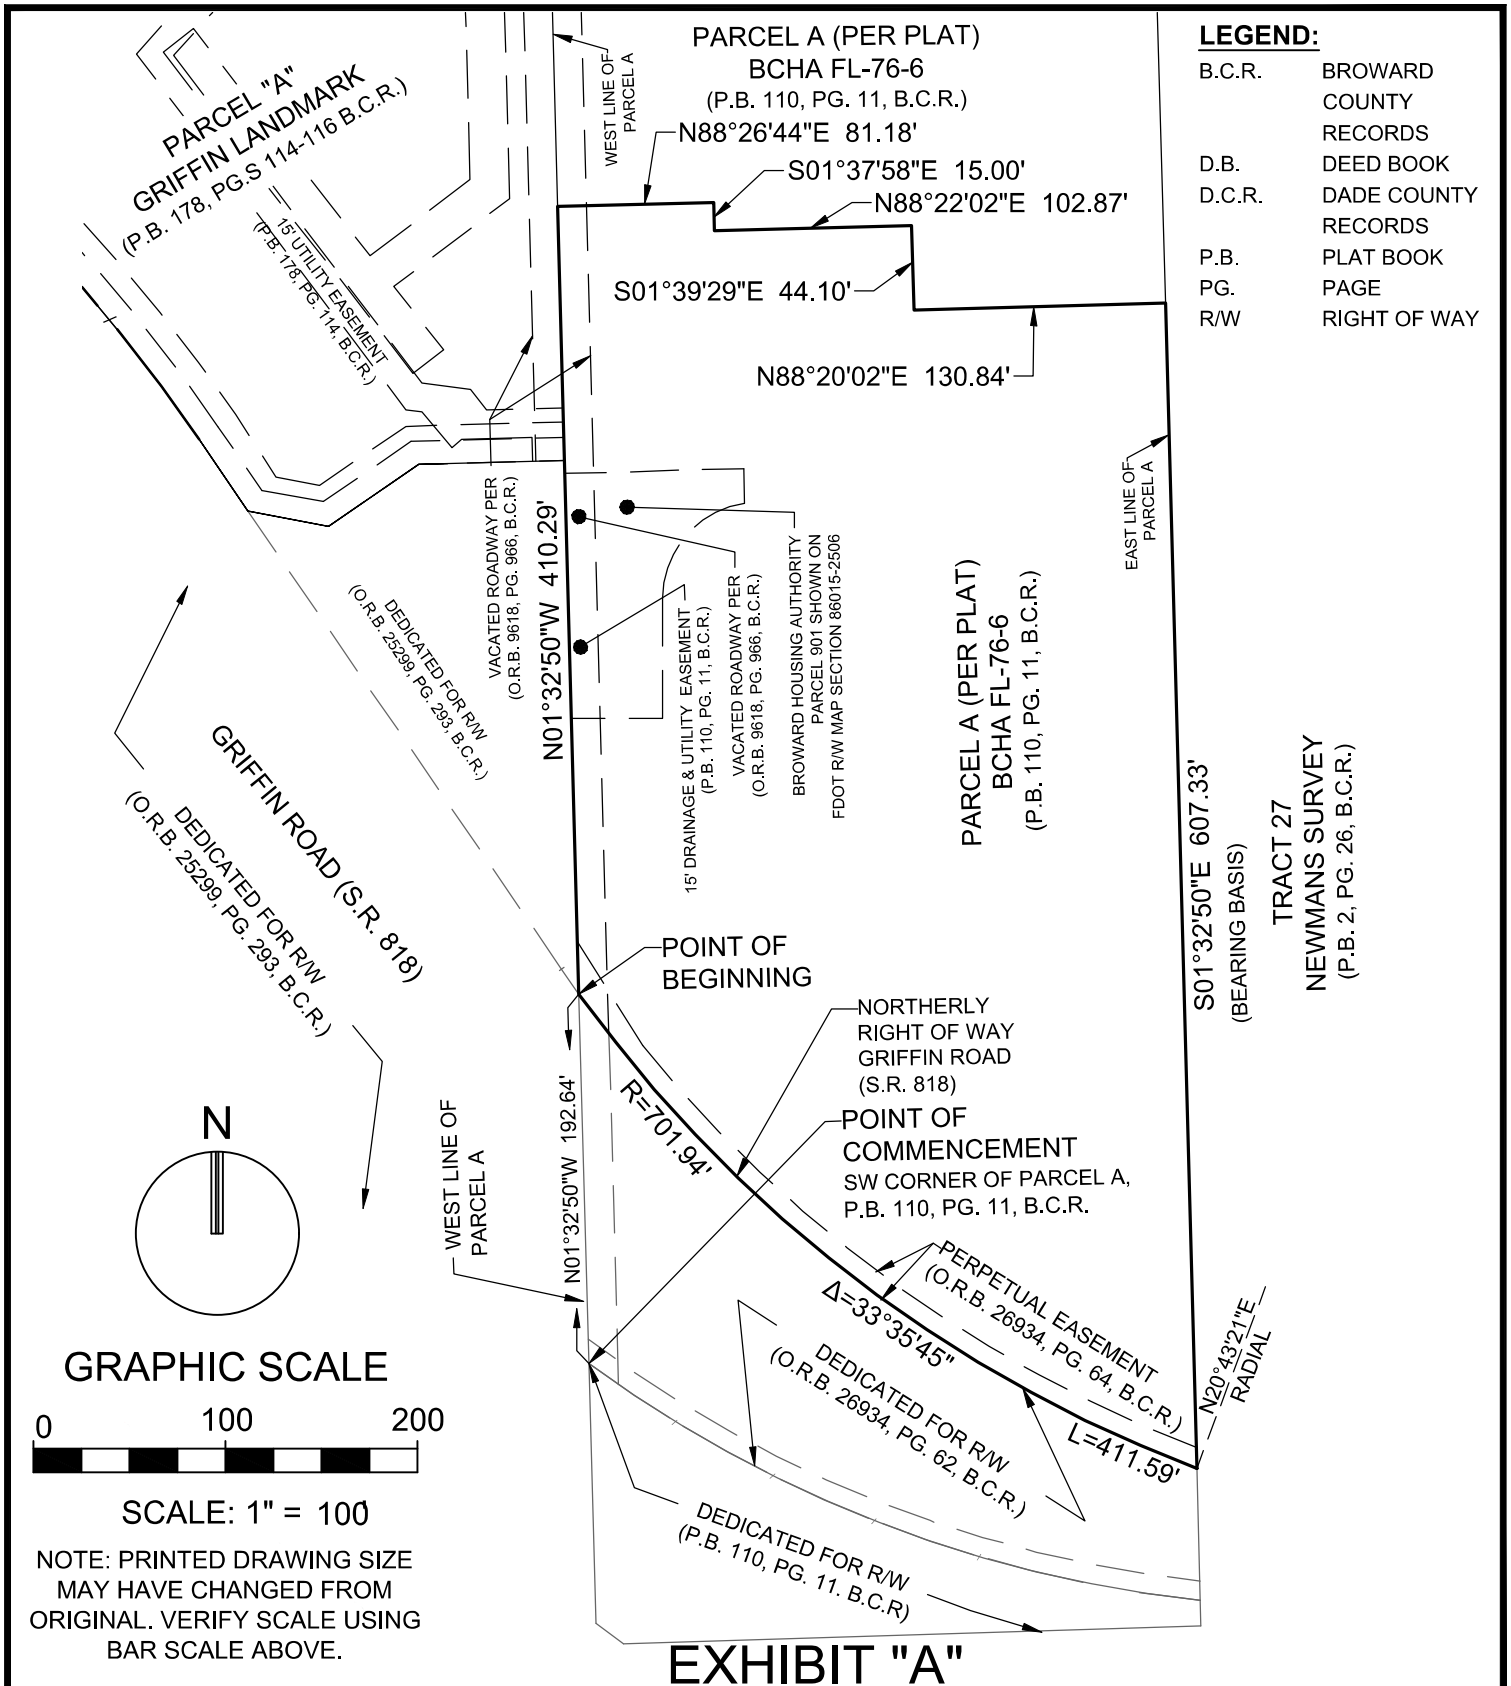 PARCEL "A"
GRIFFIN LANDMARK
(P.B. 178, PG.S 114-116 B.C.R.)
15' UTILITY EASEMENT
(P.B. 178, PG. 114, B.C.R.)
WEST LINE OF
PARCEL A
PARCEL A (PER PLAT)
BCHA FL-76-6
(P.B. 110, PG. 11, B.C.R.)
N88°26'44"E 81.18'
S01°37'58"E 15.00'
N88°22'02"E 102.87'
S01°39'29"E 44.10'
N88°20'02"E 130.84'
LEGEND:
B.C.R. BROWARD
COUNTY
RECORDS
D.B. DEED BOOK
D.C.R. DADE COUNTY
RECORDS
P.B. PLAT BOOK
PG. PAGE
R/W RIGHT OF WAY
EAST LINE OF
PARCEL A
VACATED ROADWAY PER
(O.R.B. 9618, PG. 966, B.C.R.)
N01°32'50"W 410.29'
15' DRAINAGE & UTILITY EASEMENT
(P.B. 110, PG. 11, B.C.R.)
VACATED ROADWAY PER
(O.R.B. 9618, PG. 966, B.C.R.)
BROWARD HOUSING AUTHORITY
PARCEL 901 SHOWN ON
FDOT R/W MAP SECTION 86015-2506
PARCEL A (PER PLAT)
BCHA FL-76-6
(P.B. 110, PG. 11, B.C.R.)
S01°32'50"E 607.33'
(BEARING BASIS)
TRACT 27
NEWMANS SURVEY
(P.B. 2, PG. 26, B.C.R.)
DEDICATED FOR R/W
(O.R.B. 25299, PG. 293, B.C.R.)
GRIFFIN ROAD (S.R. 818)
DEDICATED FOR R/W
(O.R.B. 25299, PG. 293, B.C.R.)
POINT OF
BEGINNING
NORTHERLY
RIGHT OF WAY
GRIFFIN ROAD
(S.R. 818)
POINT OF
COMMENCEMENT
SW CORNER OF PARCEL A,
P.B. 110, PG. 11, B.C.R.
R=701.94'
Δ=33°35'45"
L=411.59'
N01°32'50"W 192.64'
WEST LINE OF
PARCEL A
PERPETUAL EASEMENT
(O.R.B. 26934, PG. 64, B.C.R.)
N20°43'21"E
RADIAL
DEDICATED FOR R/W
(O.R.B. 26934, PG. 62, B.C.R.)
DEDICATED FOR R/W
(P.B. 110, PG. 11. B.C.R)
N
GRAPHIC SCALE
0 100 200
SCALE: 1" = 100'
NOTE: PRINTED DRAWING SIZE
MAY HAVE CHANGED FROM
ORIGINAL. VERIFY SCALE USING
BAR SCALE ABOVE.
EXHIBIT "A"